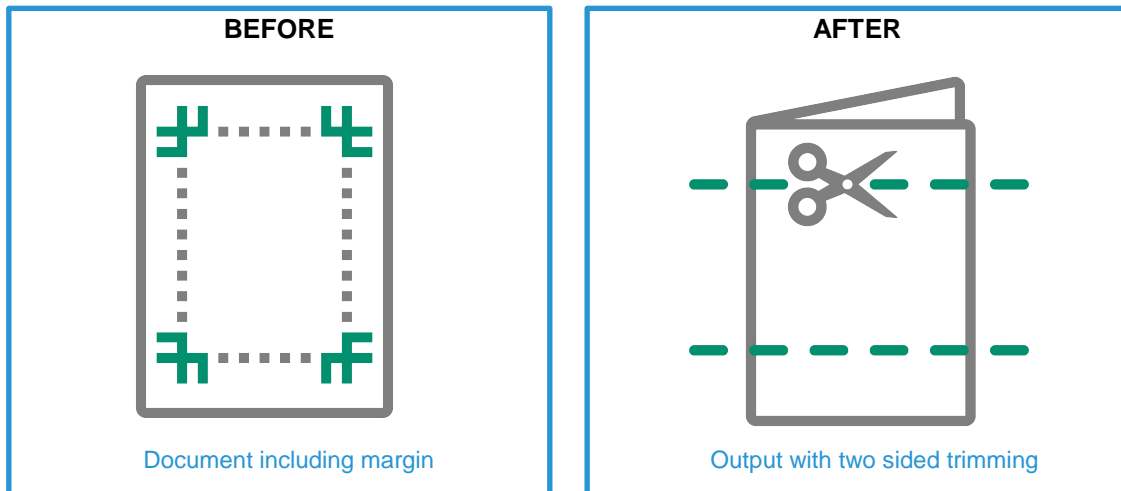 BEFORE
Document including margin
AFTER
Output with two sided trimming